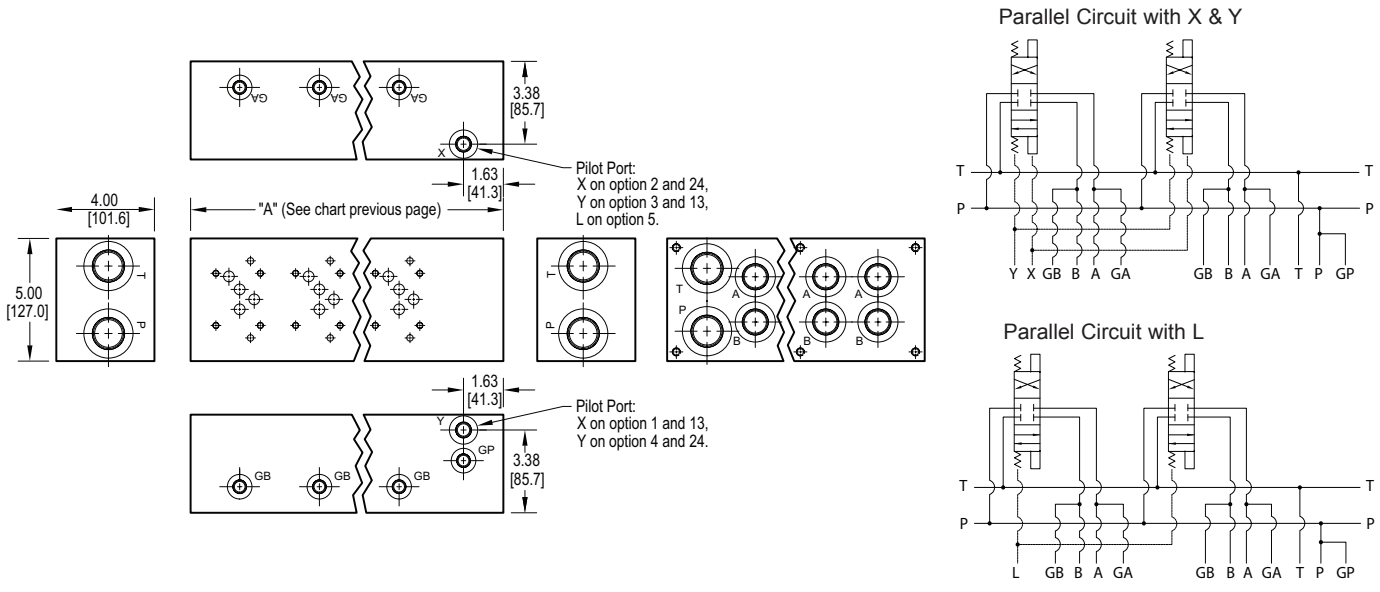 Parallel Circuit with X & Y
GA GA GA
X
3.38
[85.7]
1.63
[41.3]
Pilot Port:
X on option 2 and 24,
Y on option 3 and 13,
L on option 5.
4.00
[101.6]
"A" (See chart previous page)
5.00
[127.0]
T
P
T
P
T
P
A A A
B B B
1.63
[41.3]
Pilot Port:
X on option 1 and 13,
Y on option 4 and 24.
Y
GP
GB GB GB
3.38
[85.7]
T T
P P
Y X GB B A GA GB B A GA T P GP
Parallel Circuit with L
T T
P P
L GB B A GA GB B A GA T P GP